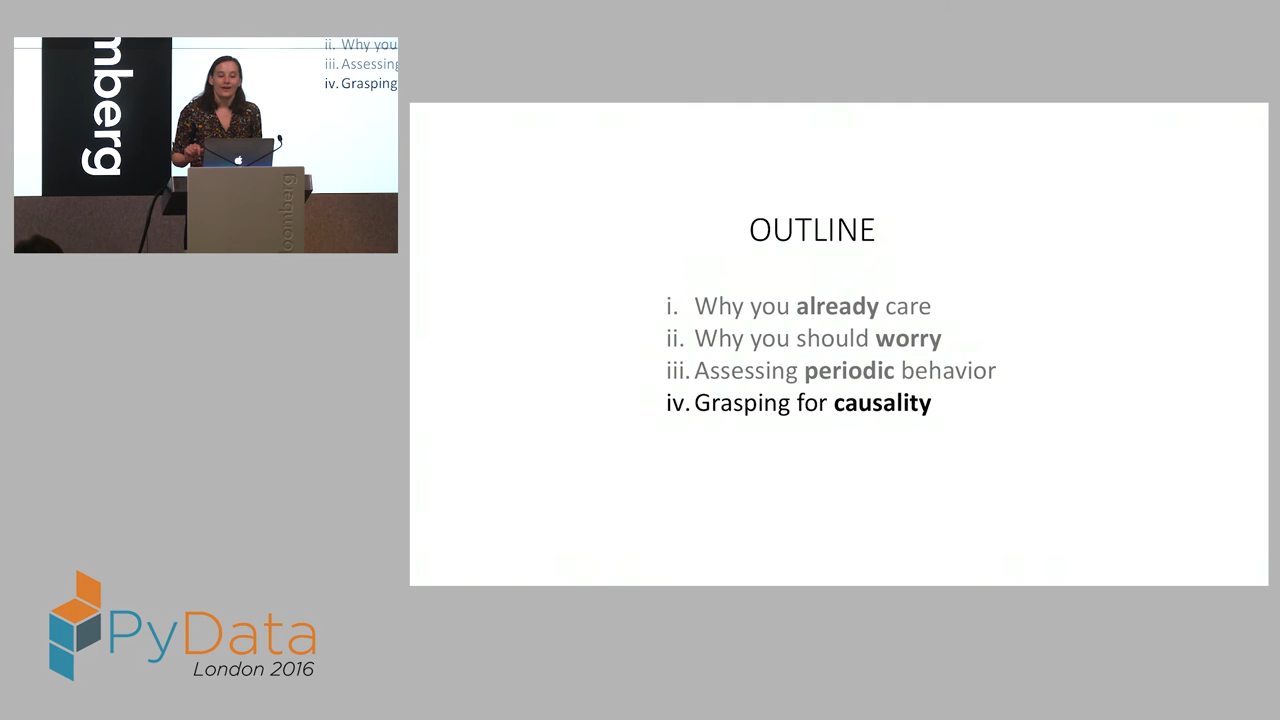 ii. Why you
iii. Assessing
iv. Grasping
mberg
oomberg
OUTLINE
i. Why you already care
ii. Why you should worry
iii. Assessing periodic behavior
iv. Grasping for causality
PyData
London 2016